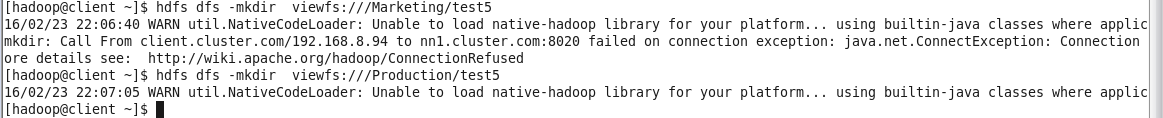 [hadoop@client ~]$ hdfs dfs -mkdir  viewfs:///Marketing/test5
16/02/23 22:06:40 WARN util.NativeCodeLoader: Unable to load native-hadoop library for your platform... using builtin-java classes where applic
mkdir: Call From client.cluster.com/192.168.8.94 to nn1.cluster.com:8020 failed on connection exception: java.net.ConnectException: Connection
ore details see:  http://wiki.apache.org/hadoop/ConnectionRefused
[hadoop@client ~]$ hdfs dfs -mkdir  viewfs:///Production/test5
16/02/23 22:07:05 WARN util.NativeCodeLoader: Unable to load native-hadoop library for your platform... using builtin-java classes where applic
[hadoop@client ~]$